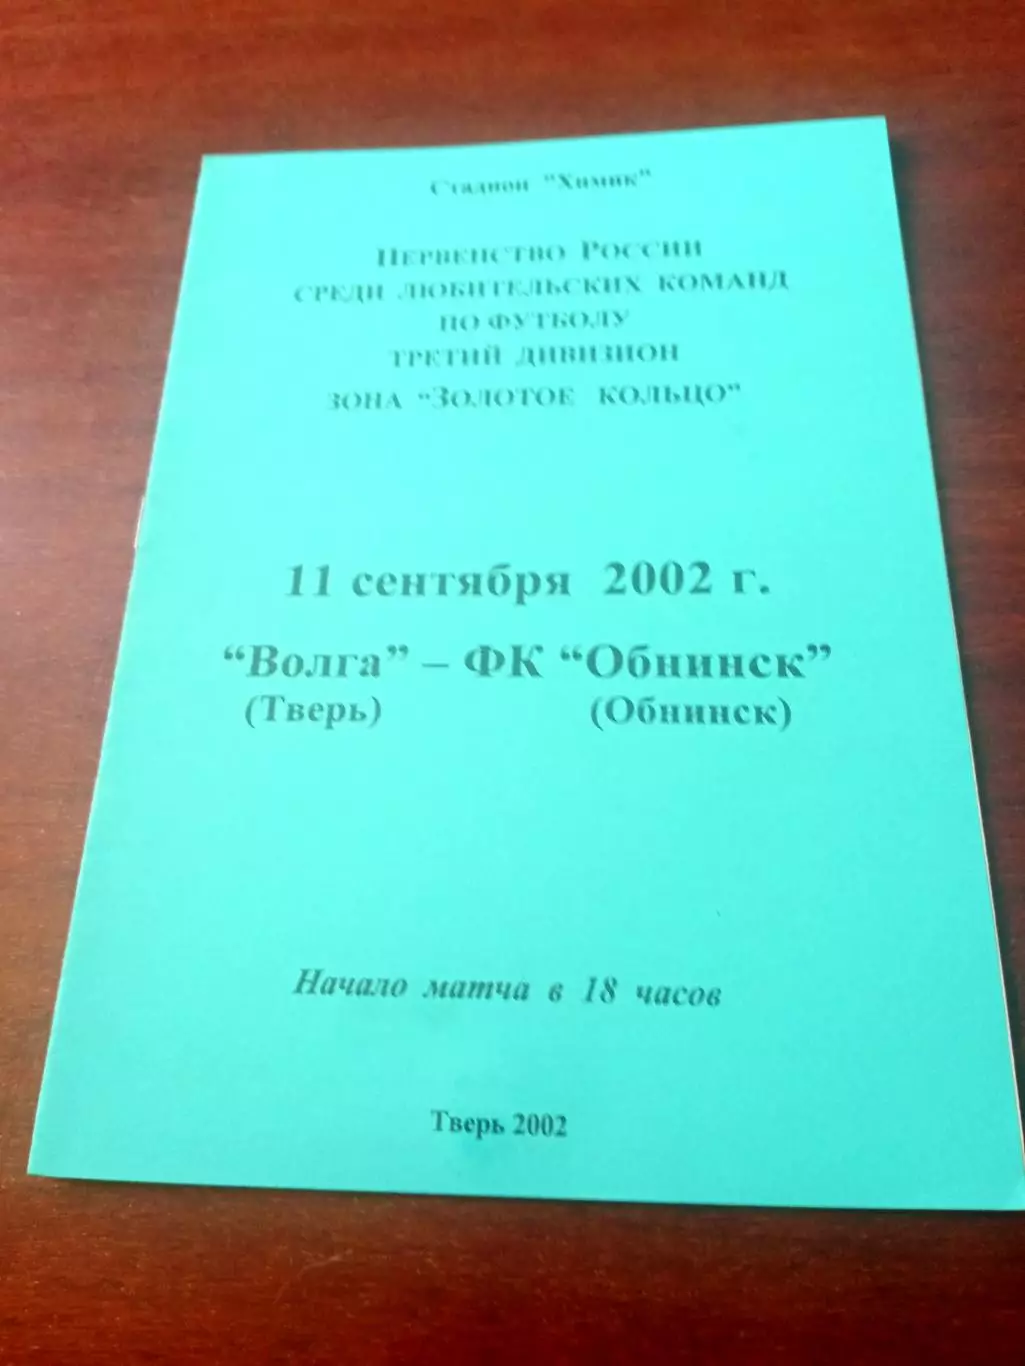 Стадион "Химик"
ПЕРВЕНСТВО РОССИИ
СРЕДИ ЛЮБИТЕЛЬСКИХ КОМАНД
ПО ФУТБОЛУ
ТРЕТИЙ ДИВИЗИОН
ЗОНА “ЗОЛОТОЕ КОЛЬЦО”
11 сентября 2002 г.
“Волга” – ФК “Обнинск”
(Тверь) (Обнинск)
Начало матча в 18 часов
Тверь 2002